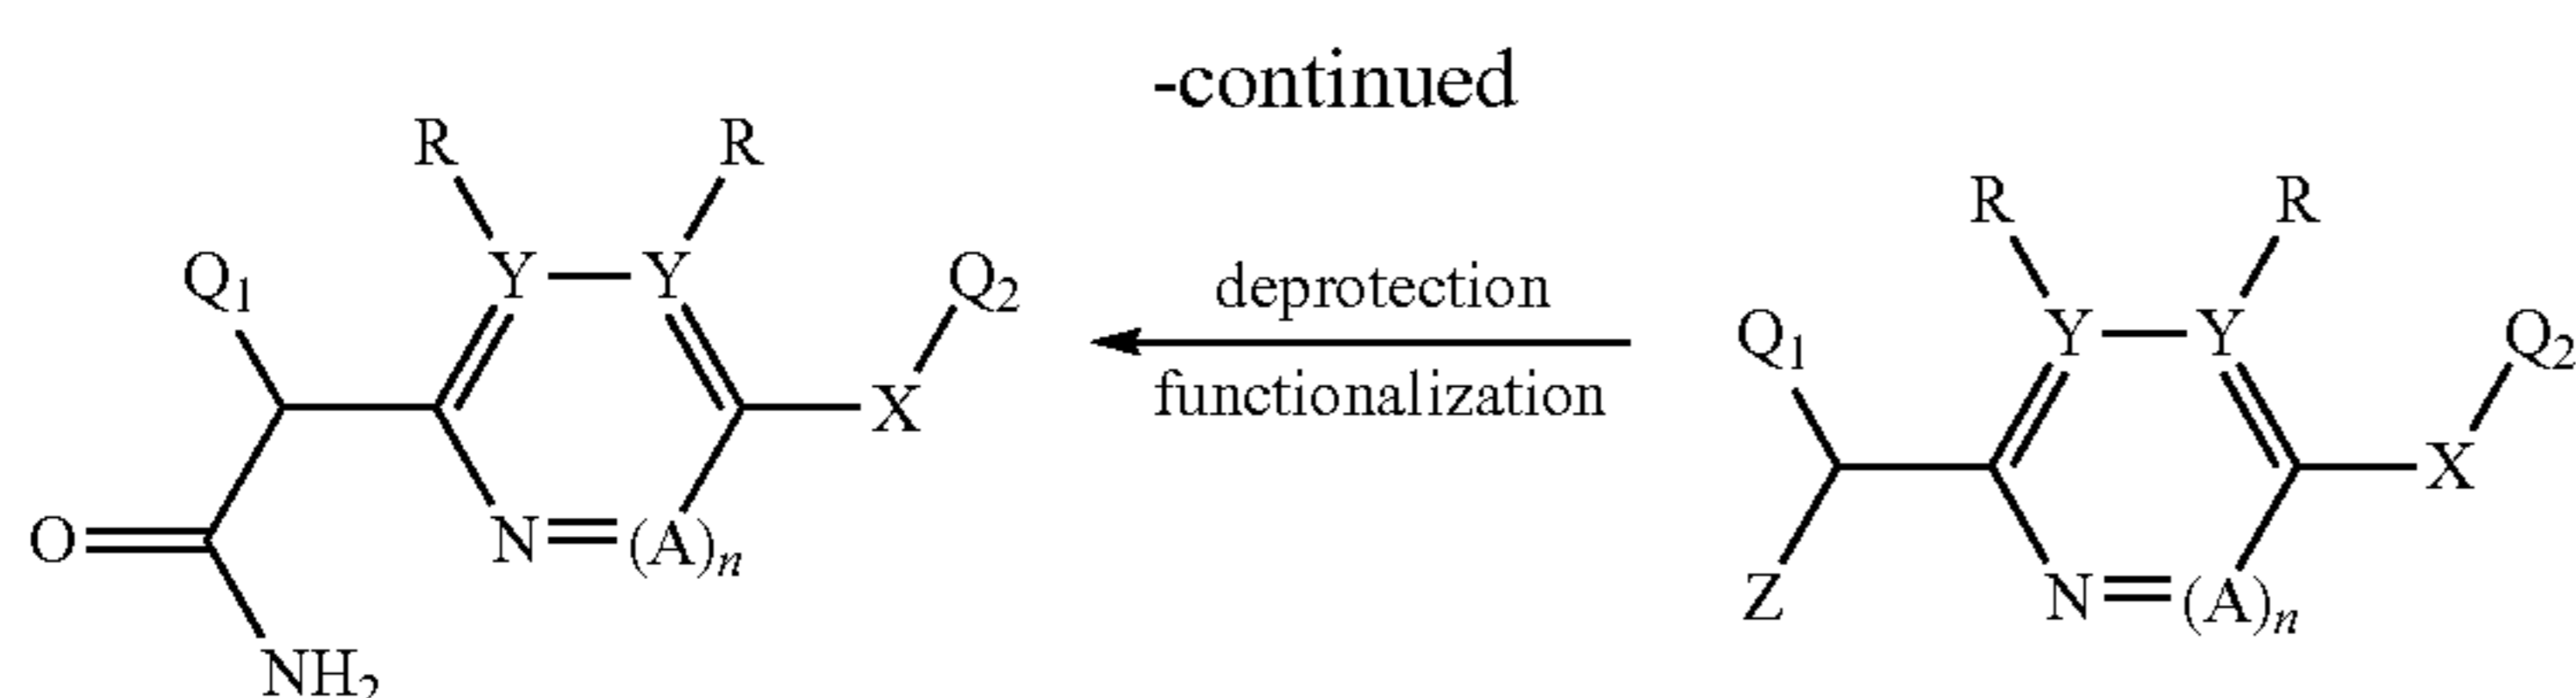 -continued
R R
R R
Q1 Y Y Q2
deprotection
Q1 Y Y Q2
functionalization
X
X
O N (A)n
Z N (A)n
NH2